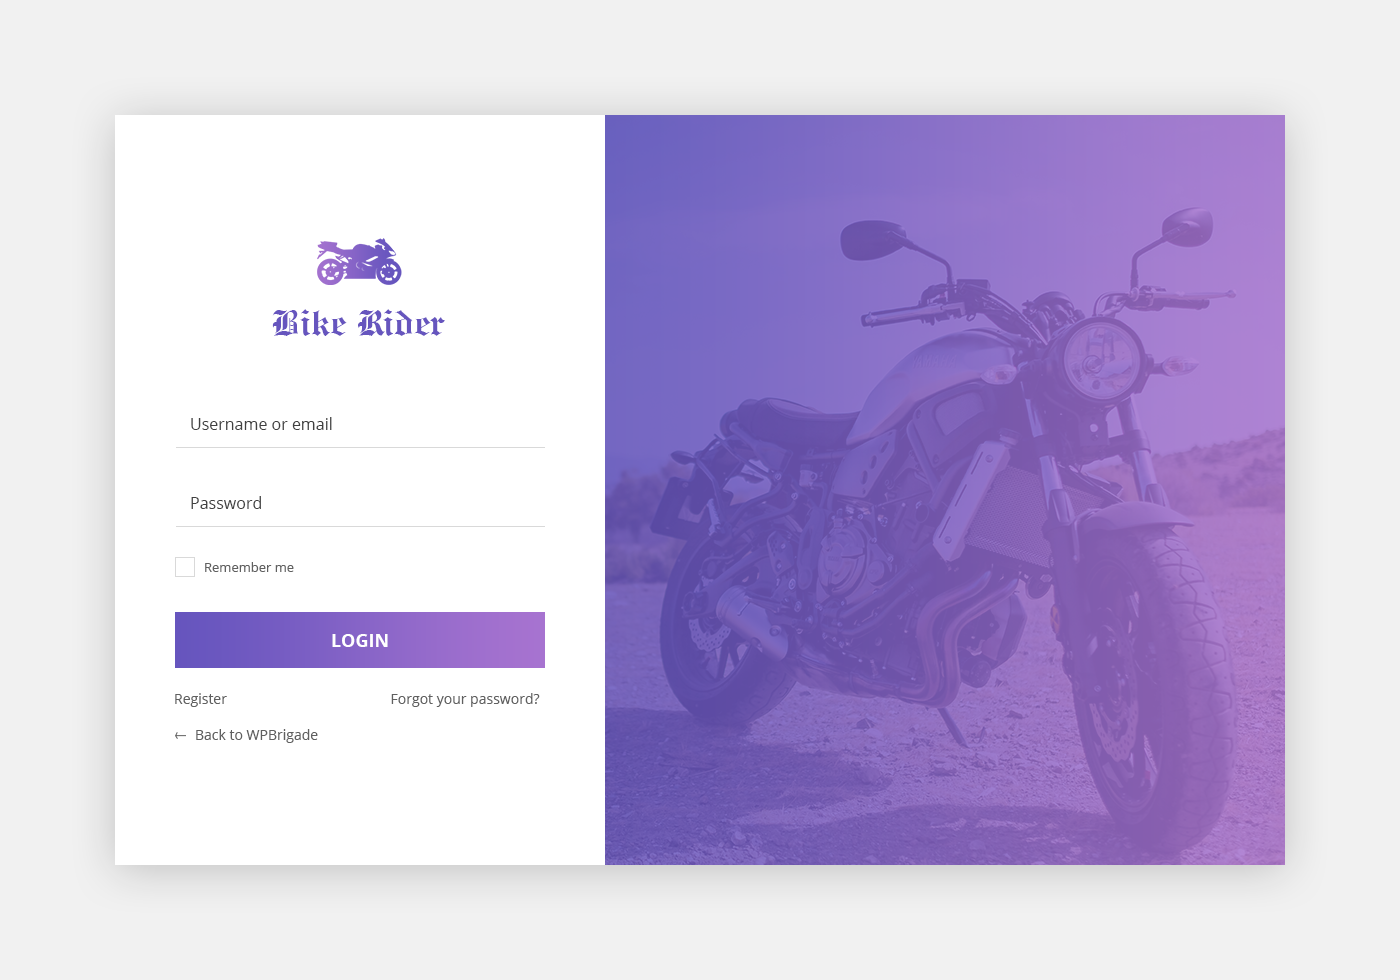 Bike Rider
Username or email
Password
Remember me
LOGIN
Register
Forgot your password?
← Back to WPBrigade